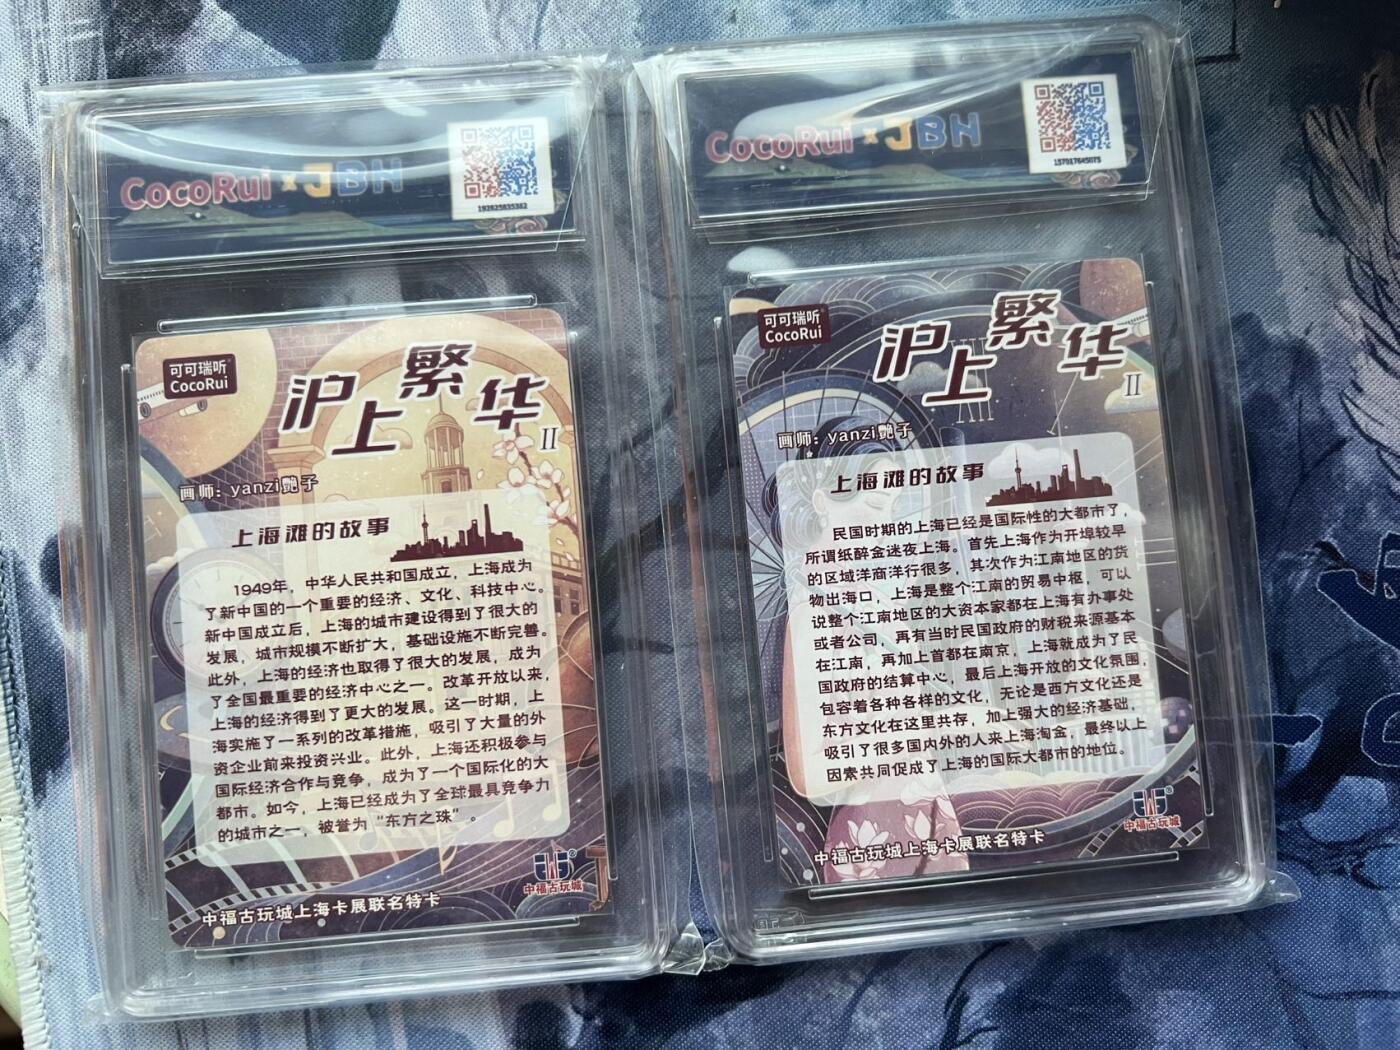 CocoRui x JBH
192625835382
可可瑞听
CocoRui
沪上繁华II
画师：yanzi艶子
上海滩的故事
1949年，中华人民共和国成立，上海成为
了新中国的一个重要的经济、文化、科技中心。
新中国成立后，上海的城市建设得到了很大的
发展，城市规模不断扩大，基础设施不断完善。
此外，上海的经济也取得了很大的发展，成为
了全国最重要的经济中心之一。改革开放以来，
上海的经济得到了更大的发展。这一时期，上
海实施了一系列的改革措施，吸引了大量的外
资企业前来投资兴业。此外，上海还积极参与
国际经济合作与竞争，成为了一个国际化的大
都市。如今，上海已经成为了全球最具竞争力
的城市之一，被誉为“东方之珠”。
中福古玩城
中福古玩城上海卡展联名特卡
CocoRui x JBH
157017645075
可可瑞听
CocoRui
沪上繁华II
画师：yanzi艶子
上海滩的故事
民国时期的上海已经是国际性的大都市了，
所谓纸醉金迷夜上海。首先上海作为开埠较早
的区域洋商洋行很多，其次作为江南地区的货
物出海口，上海是整个江南的贸易中枢，可以
说整个江南地区的大资本家都在上海有办事处
或者公司，再有当时民国政府的财税来源基本
在江南，再加上首都在南京，上海就成为了民
国政府的结算中心，最后上海开放的文化氛围，
包容着各种各样的文化，无论是西方文化还是
东方文化在这里共存，加上强大的经济基础，
吸引了很多国内外的人来上海淘金，最终以上
因素共同促成了上海的国际大都市的地位。
中福古玩城
中福古玩城上海卡展联名特卡